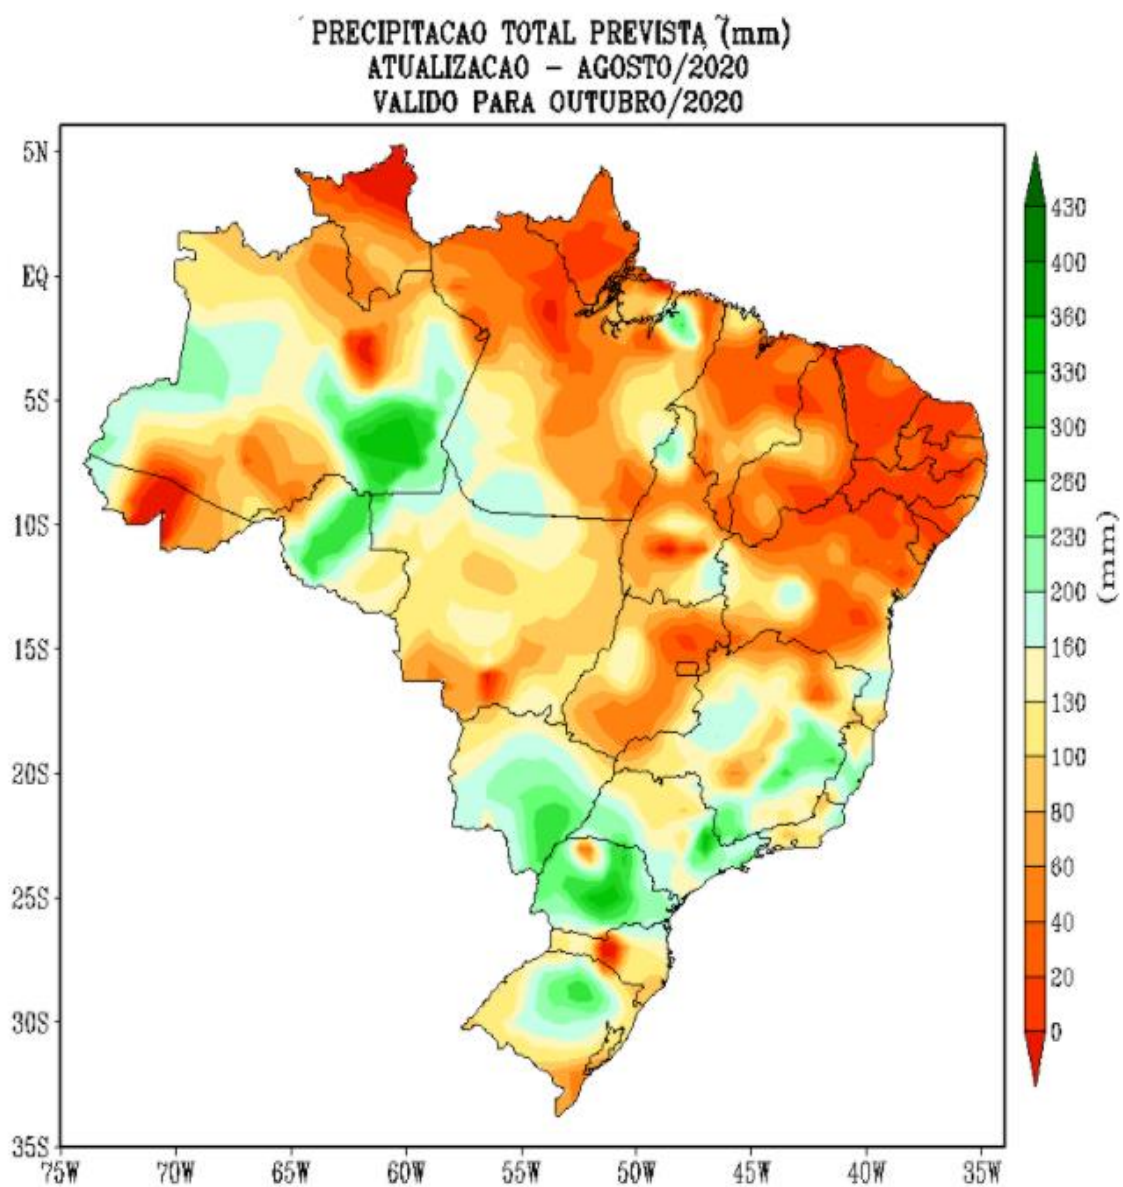 PRECIPITACAO TOTAL PREVISTA (mm)
ATUALIZACAO - AGOSTO/2020
VALIDO PARA OUTUBRO/2020
5N
EQ
5S
10S
15S
20S
25S
30S
35S
75W 70W 65W 60W 55W 50W 45W 40W 35W
430
400
360
330
300
260
230
200
160
130
100
80
60
40
20
0
(mm)